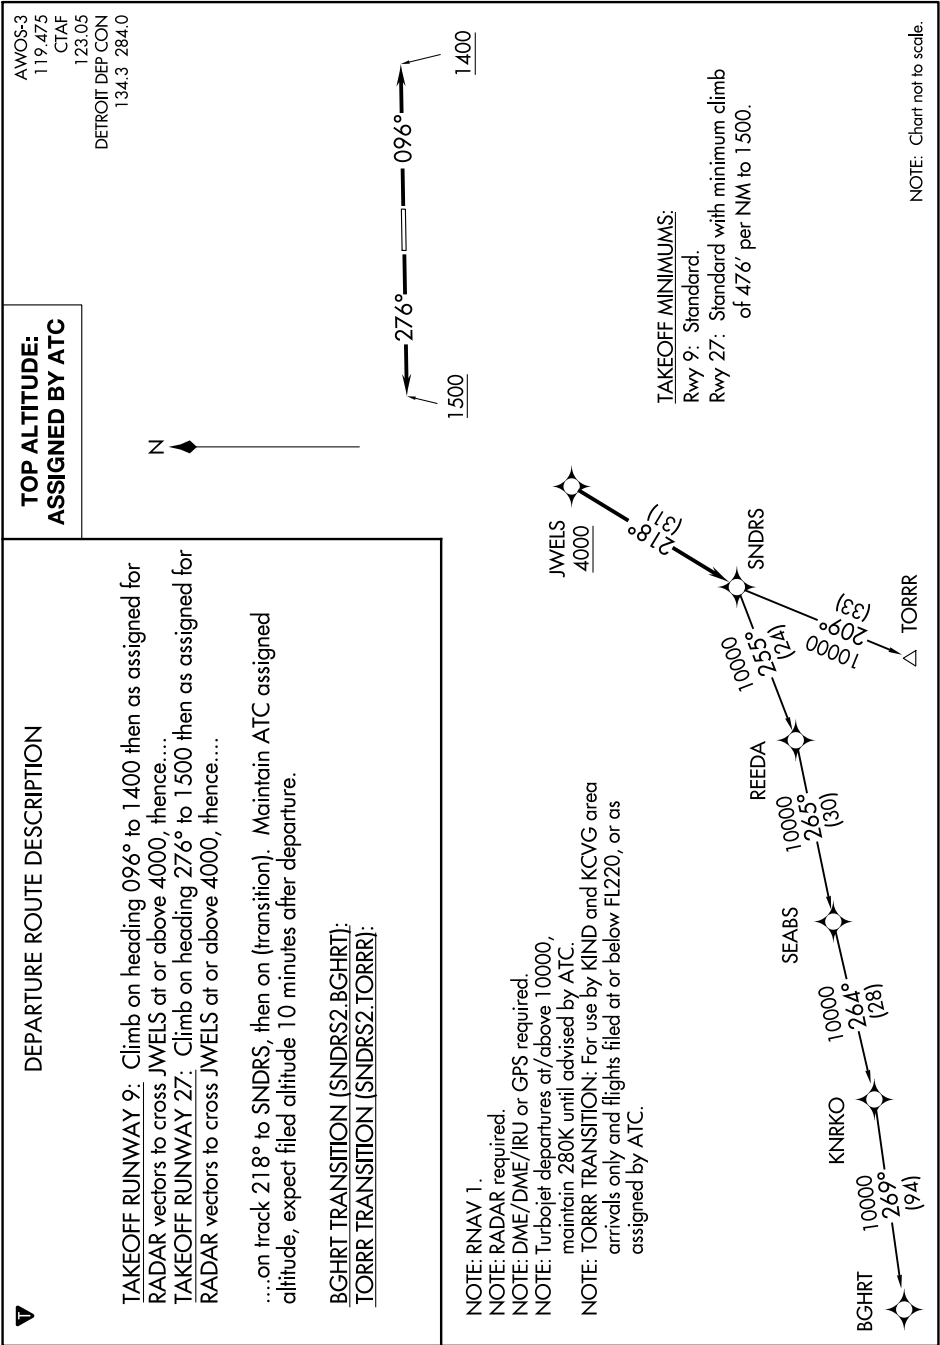 DEPARTURE ROUTE DESCRIPTION
T
TAKEOFF RUNWAY 9: Climb on heading 096° to 1400 then as assigned for
RADAR vectors to cross JWELS at or above 4000, thence....
TAKEOFF RUNWAY 27: Climb on heading 276° to 1500 then as assigned for
RADAR vectors to cross JWELS at or above 4000, thence....
....on track 218° to SNDRS, then on (transition). Maintain ATC assigned
altitude, expect filed altitude 10 minutes after departure.
BGHRT TRANSITION (SNDRS2.BGHRT):
TORRR TRANSITION (SNDRS2.TORRR):
TOP ALTITUDE:
ASSIGNED BY ATC
AWOS-3
119.475
CTAF
123.05
DETROIT DEP CON
134.3 284.0
N
276°
096°
1500
1400
NOTE: RNAV 1.
NOTE: RADAR required.
NOTE: DME/DME/IRU or GPS required.
NOTE: Turbojet departures at/above 10000,
maintain 280K until advised by ATC.
NOTE: TORRR TRANSITION: For use by KIND and KCVG area
arrivals only and flights filed at or below FL220, or as
assigned by ATC.
JWELS
4000
218°
(31)
SNDRS
10000
255°
(24)
10000
209°
(33)
TORRR
REEDA
10000
265°
(30)
SEABS
10000
264°
(28)
KNRKO
10000
269°
(94)
BGHRT
TAKEOFF MINIMUMS:
Rwy 9: Standard.
Rwy 27: Standard with minimum climb
of 476' per NM to 1500.
NOTE: Chart not to scale.